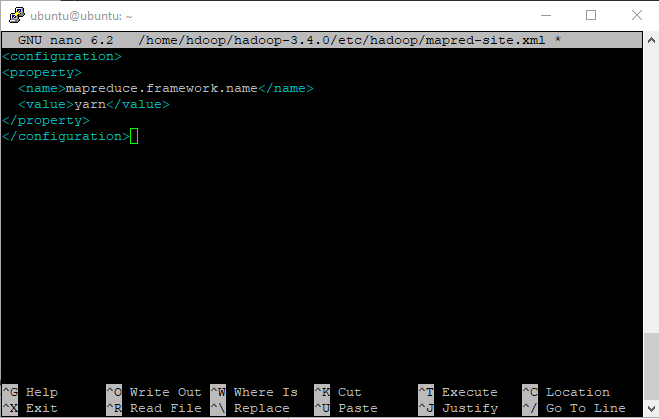 ubuntu@ubuntu: ~
GNU nano 6.2 /home/hdoop/hadoop-3.4.0/etc/hadoop/mapred-site.xml *
<configuration>
<property>
  <name>mapreduce.framework.name</name>
  <value>yarn</value>
</property>
</configuration>
^G Help ^O Write Out ^W Where Is ^K Cut ^T Execute ^C Location
^X Exit ^R Read File ^\ Replace ^U Paste ^J Justify ^/ Go To Line